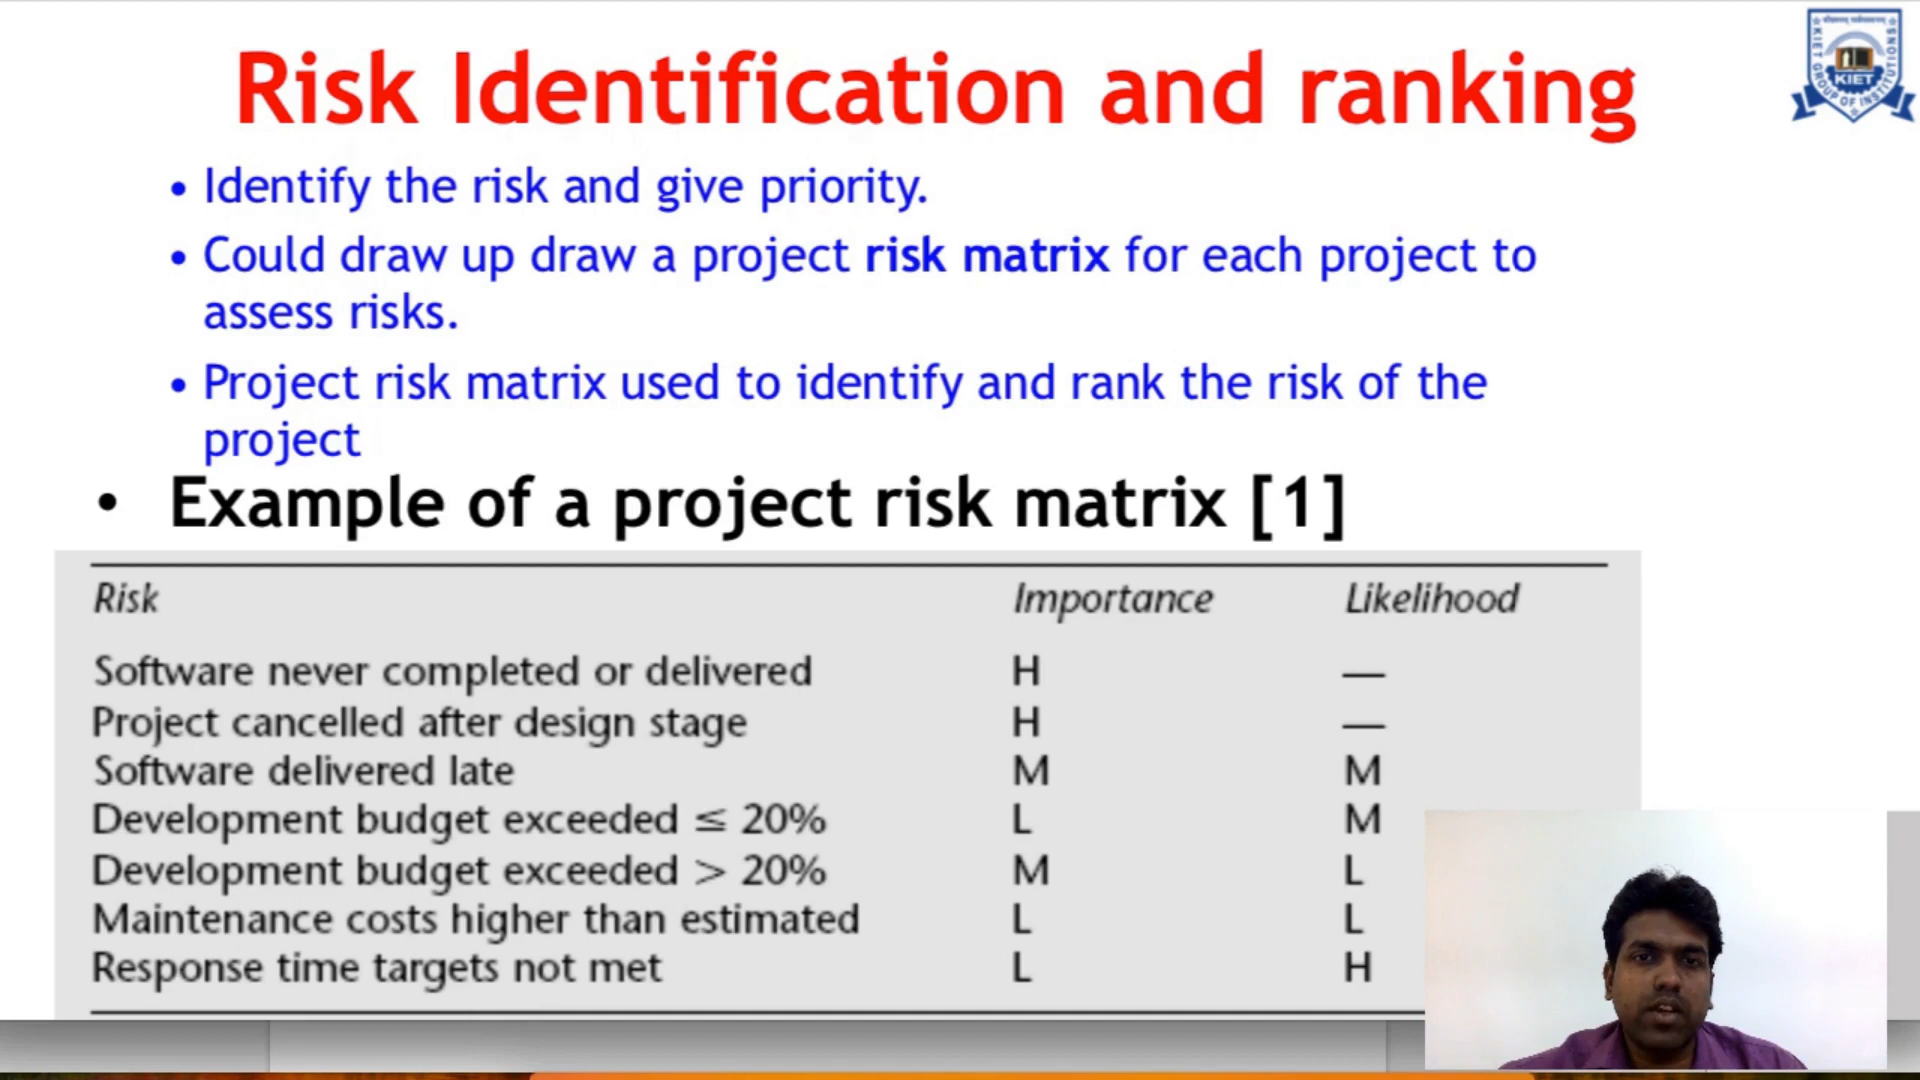 Risk Identification and ranking
• Identify the risk and give priority.
• Could draw up draw a project risk matrix for each project to
assess risks.
• Project risk matrix used to identify and rank the risk of the
project
• Example of a project risk matrix [1]
Risk Importance Likelihood
Software never completed or delivered H —
Project cancelled after design stage H —
Software delivered late M M
Development budget exceeded ≤ 20% L M
Development budget exceeded > 20% M L
Maintenance costs higher than estimated L L
Response time targets not met L H
KIET
KIET GROUP OF INSTITUTIONS